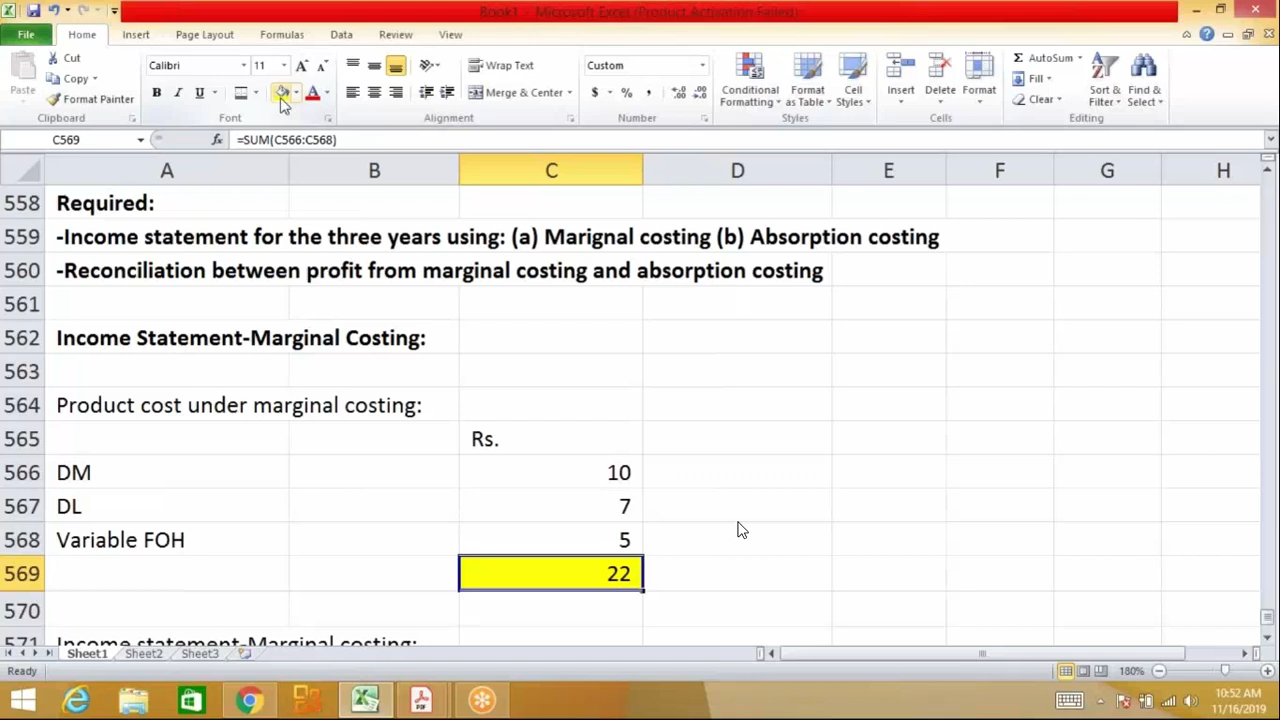 Book1 - Microsoft Excel (Product Activation Failed)
File Home Insert Page Layout Formulas Data Review View
Paste
Cut
Copy
Format Painter
Calibri 11
B I U
Wrap Text
Merge & Center
Custom
$ % ,
Conditional Formatting
Format as Table
Cell Styles
Insert
Delete
Format
AutoSum
Fill
Clear
Sort & Filter
Find & Select
Clipboard Font Alignment Number Styles Cells Editing
C569 fx =SUM(C566:C568)
A B C D E F G H
558 Required:
559 -Income statement for the three years using: (a) Marignal costing (b) Absorption costing
560 -Reconciliation between profit from marginal costing and absorption costing
561
562 Income Statement-Marginal Costing:
563
564 Product cost under marginal costing:
565 Rs.
566 DM 10
567 DL 7
568 Variable FOH 5
569 22
570
571 Income statement-Marginal costing:
Sheet1 Sheet2 Sheet3
Ready 180%
10:52 AM
11/16/2019